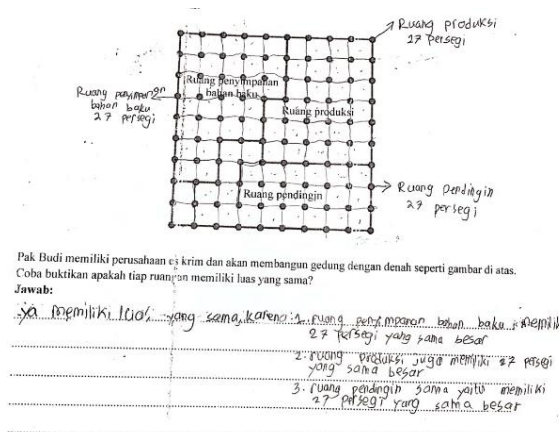 Ruang produksi
27 persegi
Ruang penyimpanan
bahan baku
Ruang penyimpanan
bahan baku
27 persegi
Ruang produksi
Ruang pendingin
Ruang Pendingin
27 persegi
Pak Budi memiliki perusahaan es krim dan akan membangun gedung dengan denah seperti gambar di atas.
Coba buktikan apakah tiap ruangan memiliki luas yang sama?
Jawab:
ya memiliki luas yang sama, karena: 1. ruang penyimpanan bahan baku memilik
27 persegi yang sama besar
2. ruang produksi juga memiliki 27 persegi
yang sama besar
3. ruang pendingin sama yaitu memiliki
27 persegi yang sama besar